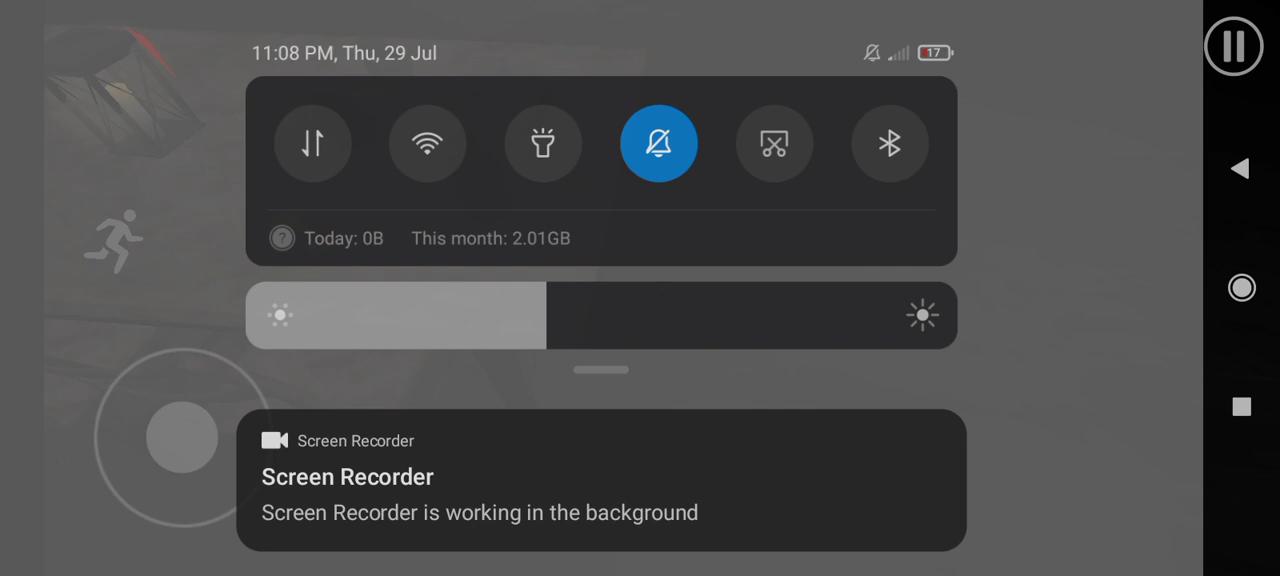 11:08 PM, Thu, 29 Jul
17
Today: 0B This month: 2.01GB
Screen Recorder
Screen Recorder
Screen Recorder is working in the background